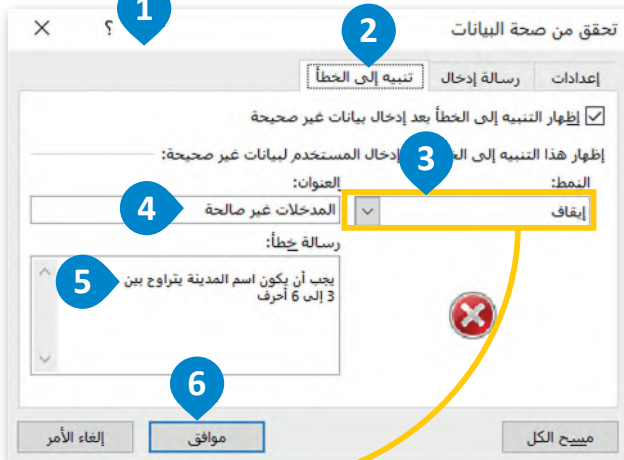 1
تحقق من صحة البيانات
؟
2
إعدادات
رسالة إدخال
تنبيه إلى الخطأ
إظهار التنبيه إلى الخطأ بعد إدخال بيانات غير صحيحة
إظهار هذا التنبيه إلى إدخال المستخدم لبيانات غير صحيحة:
3
النمط:
العنوان:
إيقاف
المدخلات غير صالحة
4
رسالة خطأ:
يجب أن يكون اسم المدينة يتراوح بين
3 إلى 6 أحرف
5
6
مسح الكل
موافق
إلغاء الأمر